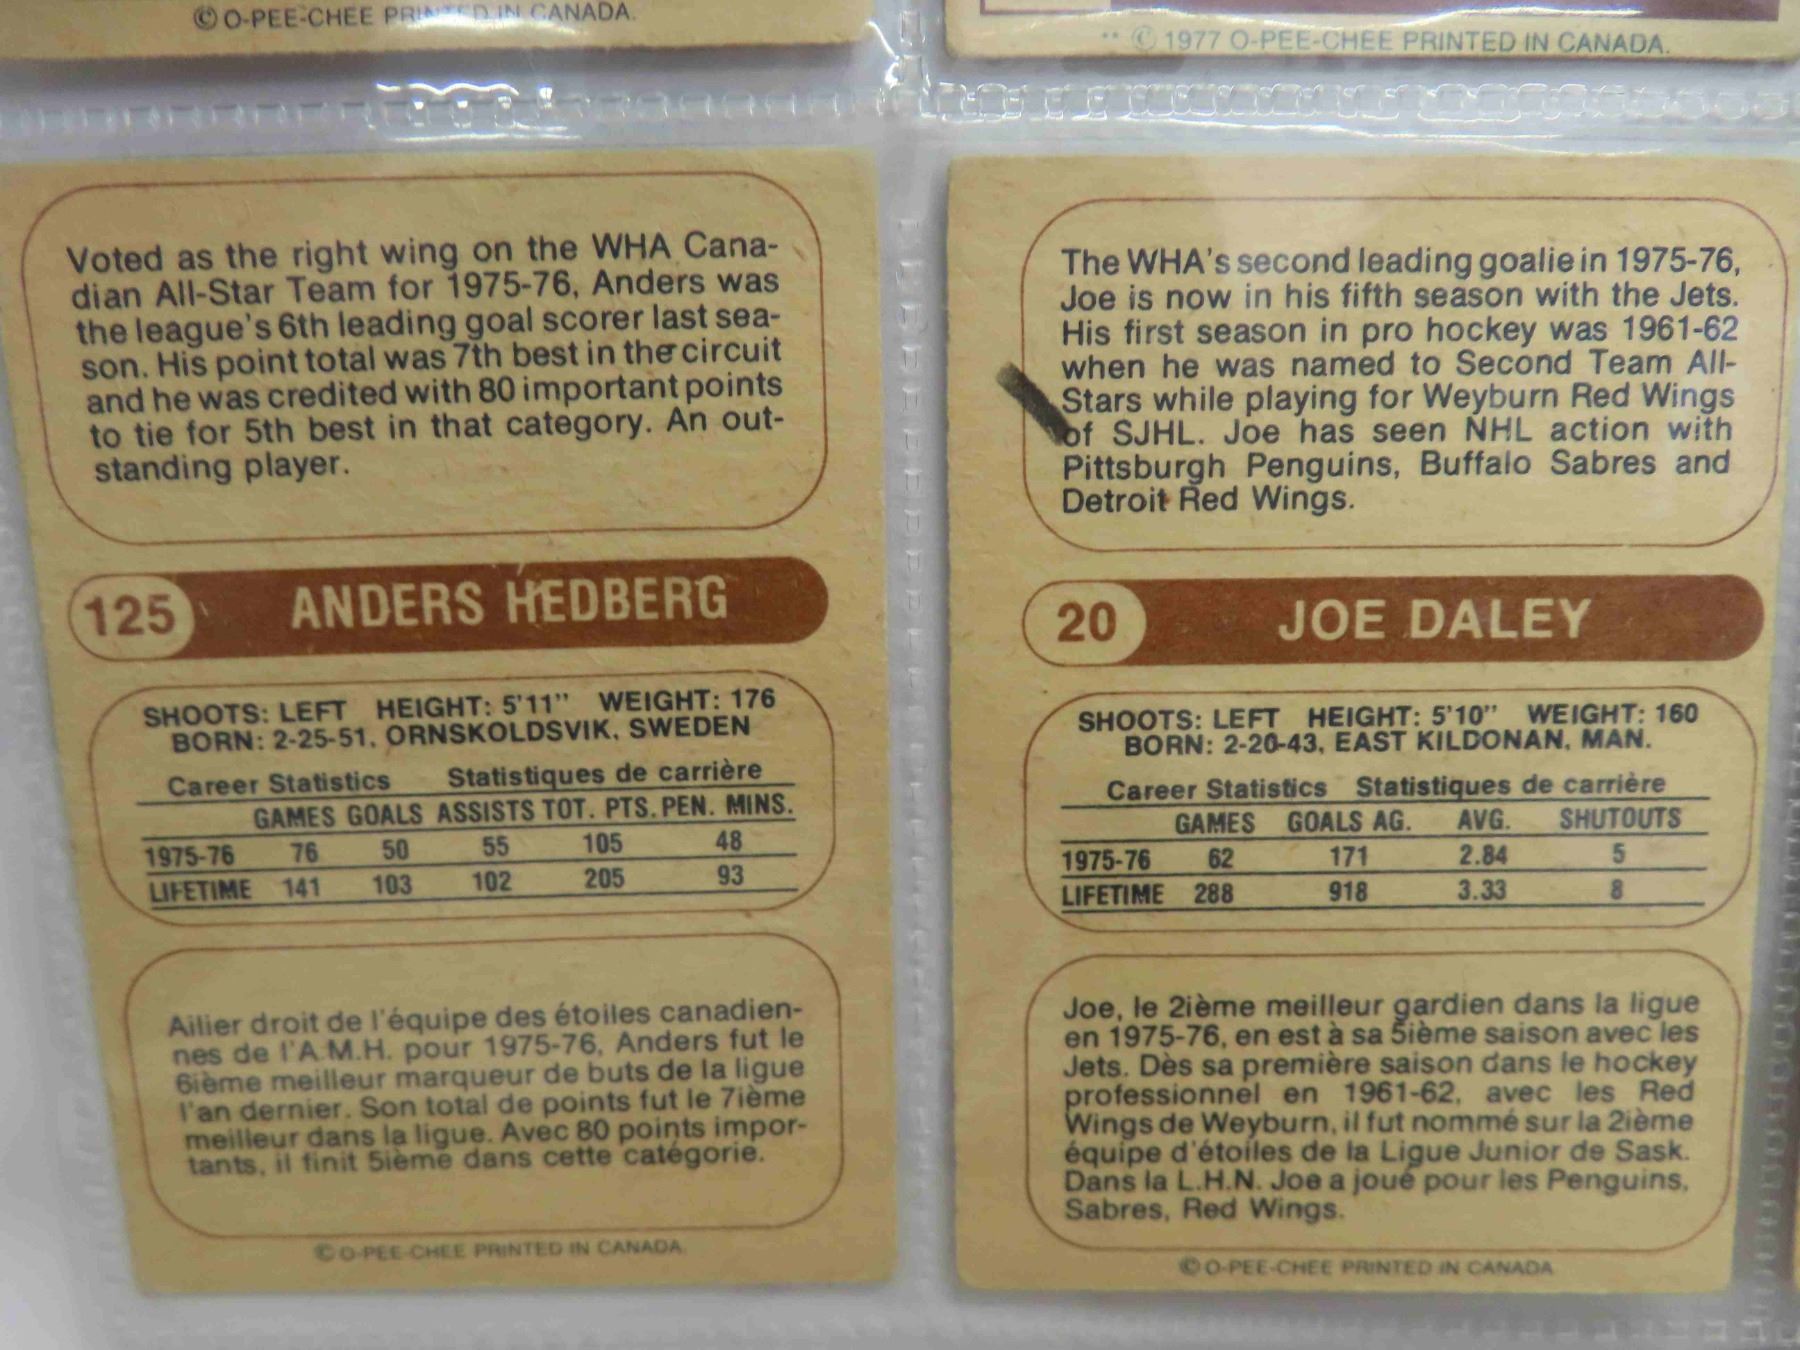 © O-PEE-CHEE PRINTED IN CANADA.
** © 1977 O-PEE-CHEE PRINTED IN CANADA.
Voted as the right wing on the WHA Cana-
dian All-Star Team for 1975-76, Anders was
the league's 6th leading goal scorer last sea-
son. His point total was 7th best in the circuit
and he was credited with 80 important points
to tie for 5th best in that category. An out-
standing player.
125 ANDERS HEDBERG
SHOOTS: LEFT HEIGHT: 5'11" WEIGHT: 176
BORN: 2-25-51, ORNSKOLDSVIK, SWEDEN
Career Statistics Statistiques de carrière
GAMES GOALS ASSISTS TOT. PTS. PEN. MINS.
1975-76 76 50 55 105 48
LIFETIME 141 103 102 205 93
Ailier droit de l'équipe des étoiles canadien-
nes de l'A.M.H. pour 1975-76, Anders fut le
6ième meilleur marqueur de buts de la ligue
l'an dernier. Son total de points fut le 7ième
meilleur dans la ligue. Avec 80 points impor-
tants, il finit 5ième dans cette catégorie.
© O-PEE-CHEE PRINTED IN CANADA.
The WHA's second leading goalie in 1975-76,
Joe is now in his fifth season with the Jets.
His first season in pro hockey was 1961-62
when he was named to Second Team All-
Stars while playing for Weyburn Red Wings
of SJHL. Joe has seen NHL action with
Pittsburgh Penguins, Buffalo Sabres and
Detroit Red Wings.
20 JOE DALEY
SHOOTS: LEFT HEIGHT: 5'10" WEIGHT: 160
BORN: 2-20-43, EAST KILDONAN, MAN.
Career Statistics Statistiques de carrière
GAMES GOALS AG. AVG. SHUTOUTS
1975-76 62 171 2.84 5
LIFETIME 288 918 3.33 8
Joe, le 2ième meilleur gardien dans la ligue
en 1975-76, en est à sa 5ième saison avec les
Jets. Dès sa première saison dans le hockey
professionnel en 1961-62, avec les Red
Wings de Weyburn, il fut nommé sur la 2ième
équipe d'étoiles de la Ligue Junior de Sask.
Dans la L.H.N. Joe a joué pour les Penguins,
Sabres, Red Wings.
© O-PEE-CHEE PRINTED IN CANADA